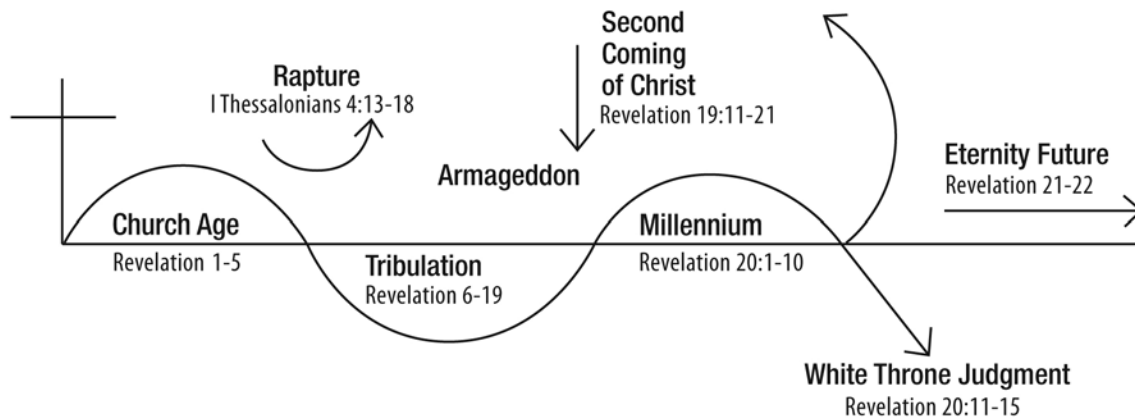 Second
Coming
of Christ
Revelation 19:11-21
Rapture
I Thessalonians 4:13-18
Armageddon
Eternity Future
Revelation 21-22
Church Age
Revelation 1-5
Tribulation
Revelation 6-19
Millennium
Revelation 20:1-10
White Throne Judgment
Revelation 20:11-15